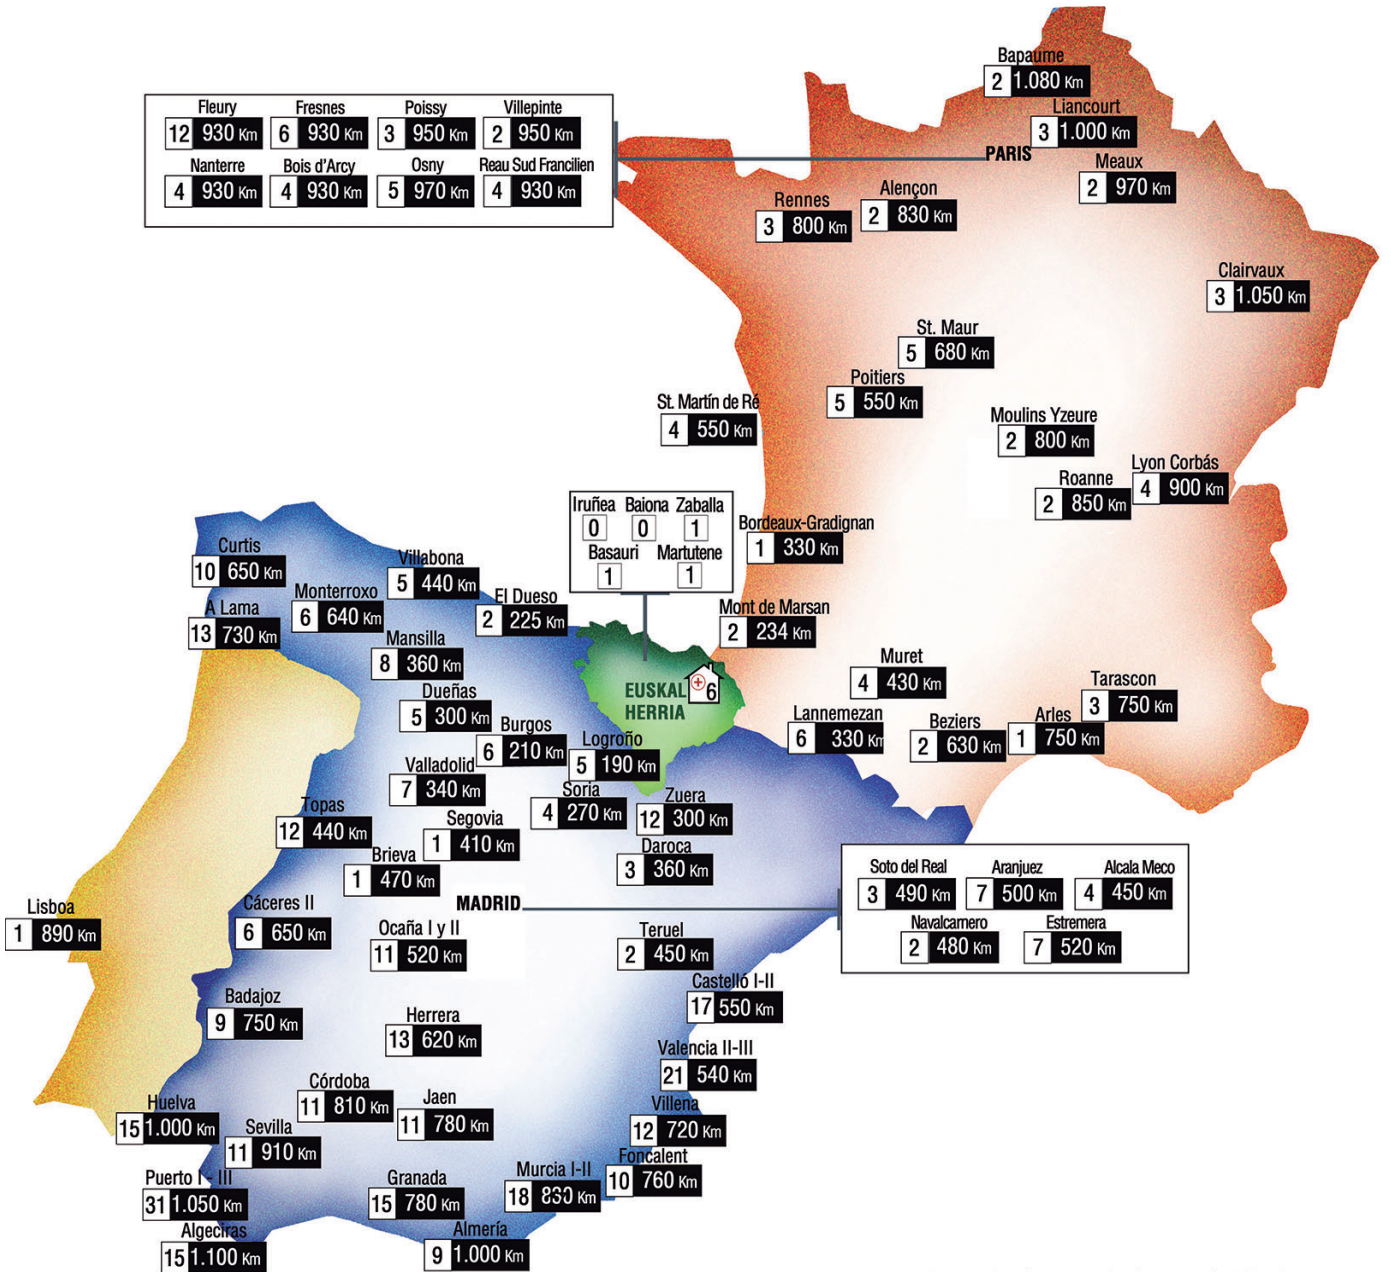 Bapaume
2 1.080 Km
Liancourt
3 1.000 Km
PARIS
Meaux
2 970 Km
Fleury Fresnes Poissy Villepinte
12 930 Km 6 930 Km 3 950 Km 2 950 Km
Nanterre Bois d'Arcy Osny Reau Sud Francilien
4 930 Km 4 930 Km 5 970 Km 4 930 Km
Rennes
3 800 Km
Alençon
2 830 Km
Clairvaux
3 1.050 Km
St. Maur
5 680 Km
Poitiers
5 550 Km
St. Martín de Ré
4 550 Km
Moulins Yzeure
2 800 Km
Lyon Corbás
4 900 Km
Roanne
2 850 Km
Iruñea Baiona Zaballa
0 0 1
Basauri Martutene
1 1
Bordeaux-Gradignan
1 330 Km
Mont de Marsan
2 234 Km
Curtis
10 650 Km
Villabona
5 440 Km
Monterroxo
6 640 Km
El Dueso
2 225 Km
A Lama
13 730 Km
Mansilla
8 360 Km
EUSKAL
HERRIA
6
Muret
4 430 Km
Tarascon
3 750 Km
Dueñas
5 300 Km
Burgos
6 210 Km
Logroño
5 190 Km
Lannemezan
6 330 Km
Beziers
2 630 Km
Arles
1 750 Km
Valladolid
7 340 Km
Soria
4 270 Km
Zuera
12 300 Km
Topas
12 440 Km
Segovia
1 410 Km
Daroca
3 360 Km
Brieva
1 470 Km
MADRID
Soto del Real Aranjuez Alcala Meco
3 490 Km 7 500 Km 4 450 Km
Navalcarnero Estremera
2 480 Km 7 520 Km
Lisboa
1 890 Km
Cáceres II
6 650 Km
Ocaña I y II
11 520 Km
Teruel
2 450 Km
Castelló I-II
17 550 Km
Badajoz
9 750 Km
Herrera
13 620 Km
Valencia II-III
21 540 Km
Córdoba
11 810 Km
Jaen
11 780 Km
Villena
12 720 Km
Huelva
15 1.000 Km
Sevilla
11 910 Km
Foncalent
10 760 Km
Puerto I - III
31 1.050 Km
Granada
15 780 Km
Murcia I-II
18 830 Km
Algeciras
15 1.100 Km
Almería
9 1.000 Km